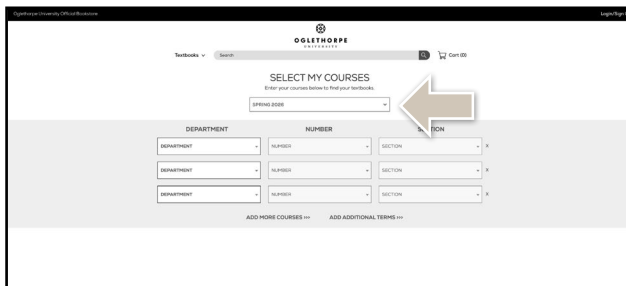 Oglethorpe University Official Bookstore
Login/Sign
OGLETHORPE
UNIVERSITY
Textbooks
Search
Cart (0)
SELECT MY COURSES
Enter your courses below to find your textbooks.
SPRING 2026
DEPARTMENT NUMBER SECTION
DEPARTMENT NUMBER SECTION X
DEPARTMENT NUMBER SECTION X
DEPARTMENT NUMBER SECTION X
ADD MORE COURSES >>> ADD ADDITIONAL TERMS >>>